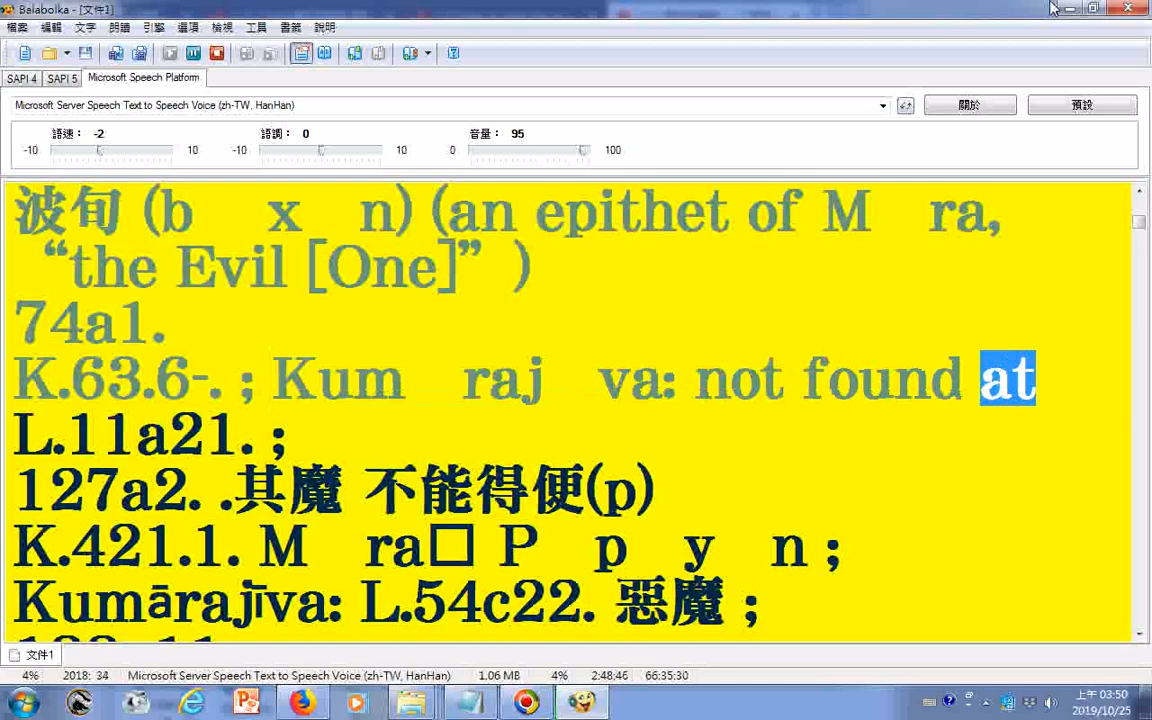 Balabolka - [文件1]
檔案 編輯 文字 朗讀 引擎 選項 檢視 工具 書籤 說明
SAPI 4 SAPI 5 Microsoft Speech Platform
Microsoft Server Speech Text to Speech Voice (zh-TW, HanHan) 關於 預設
語速： -2 語調： 0 音量： 95
-10 10 -10 10 0 100
波旬 (b x n) (an epithet of M ra,
“the Evil [One]” )
74a1.
K.63.6-. ; Kum raj va: not found at
L.11a21. ;
127a2. .其魔 不能得便(p)
K.421.1. M ra□ P p y n ;
Kumārajīva: L.54c22. 惡魔 ;
文件1
4% 2018: 34 Microsoft Server Speech Text to Speech Voice (zh-TW, HanHan) 1.06 MB 4% 2:48:46 66:35:30
上午 03:50
2019/10/25